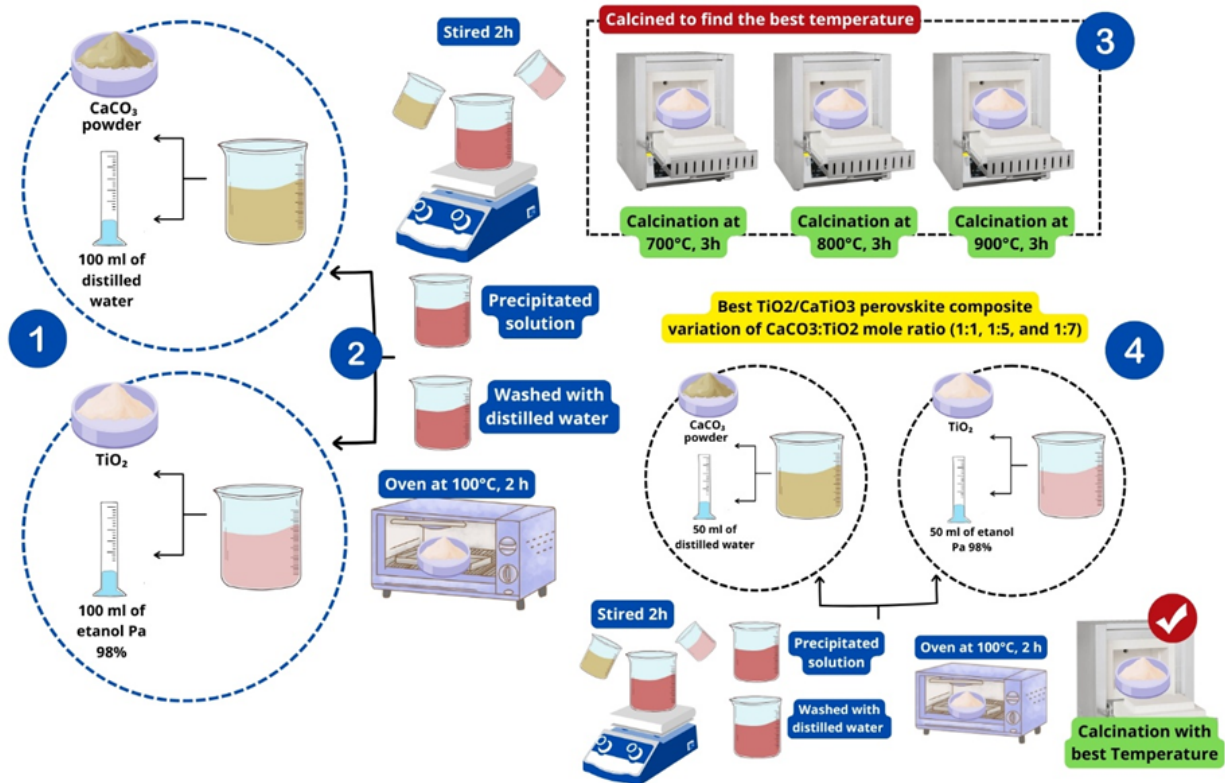 1
CaCO₃
powder
100 ml of
distilled
water
TiO₂
100 ml of
etanol Pa
98%
2
Stired 2h
Precipitated
solution
Washed with
distilled water
Oven at 100°C, 2 h
3
Calcined to find the best temperature
Calcination at
700°C, 3h
Calcination at
800°C, 3h
Calcination at
900°C, 3h
4
Best TiO2/CaTiO3 perovskite composite
variation of CaCO3:TiO2 mole ratio (1:1, 1:5, and 1:7)
CaCO₃
powder
50 ml of
distilled water
TiO₂
50 ml of etanol
Pa 98%
Stired 2h
Precipitated
solution
Washed with
distilled water
Oven at 100°C, 2 h
Calcination with
best Temperature